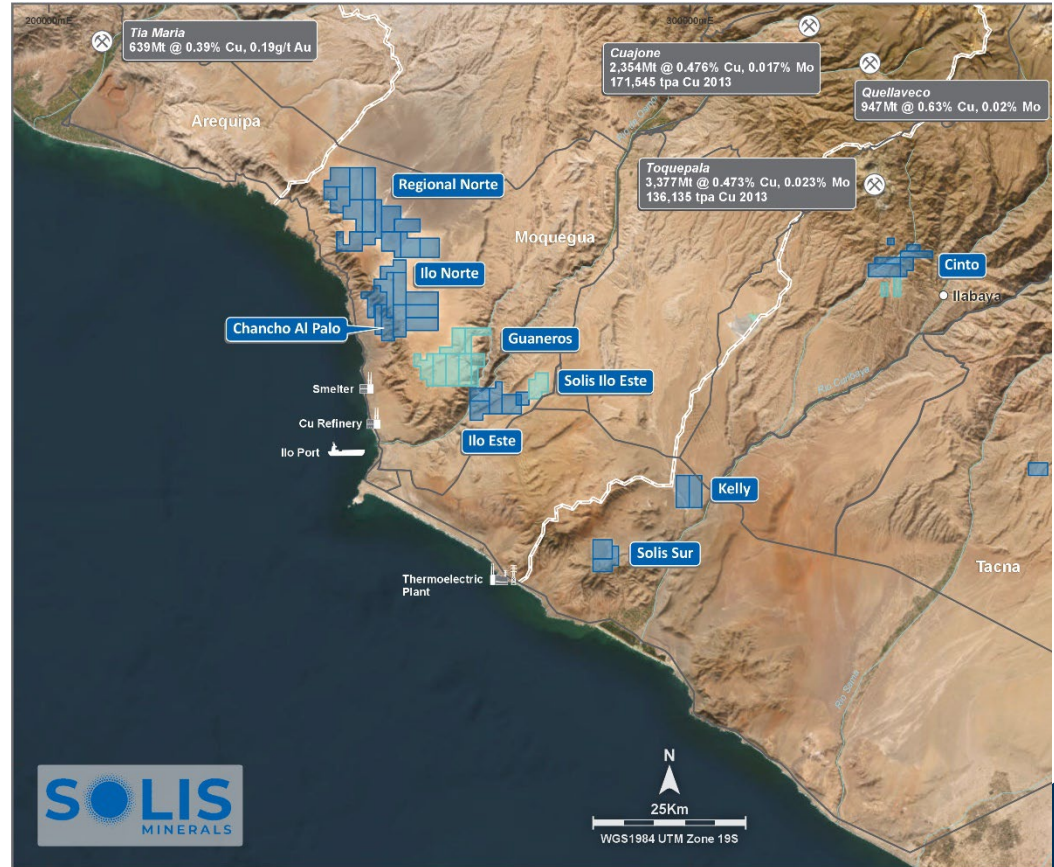 200000mE
300000mE
Tia Maria
639Mt @ 0.39% Cu, 0.19g/t Au
Cuajone
2,354Mt @ 0.476% Cu, 0.017% Mo
171,545 tpa Cu 2013
Quellaveco
947Mt @ 0.63% Cu, 0.02% Mo
Arequipa
Toquepala
3,377Mt @ 0.473% Cu, 0.023% Mo
136,135 tpa Cu 2013
Regional Norte
Moquegua
Cinto
Ilo Norte
Ilabaya
Chancho Al Palo
Guaneros
Smelter
Solis Ilo Este
Cu Refinery
Ilo Este
Ilo Port
Kelly
Solis Sur
Tacna
Thermoelectric
Plant
N
25Km
WGS1984 UTM Zone 19S
SOLIS
MINERALS